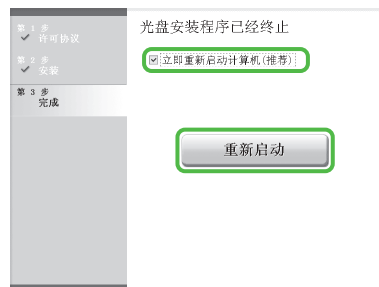 第 1 步
许可协议
第 2 步
安装
第 3 步
完成
光盘安装程序已经终止
立即重新启动计算机(推荐)
重新启动